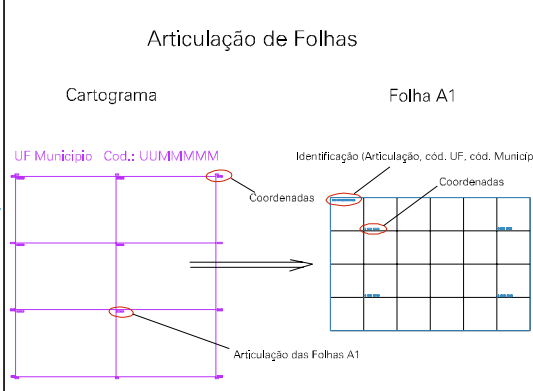 Articulação de Folhas
Cartograma
Folha A1
UF Municipio Cod.: UUMMMMM
Identificação (Articulação, cód. UF, cód. Municíp
Coordenadas
Coordenadas
Articulação das Folhas A1